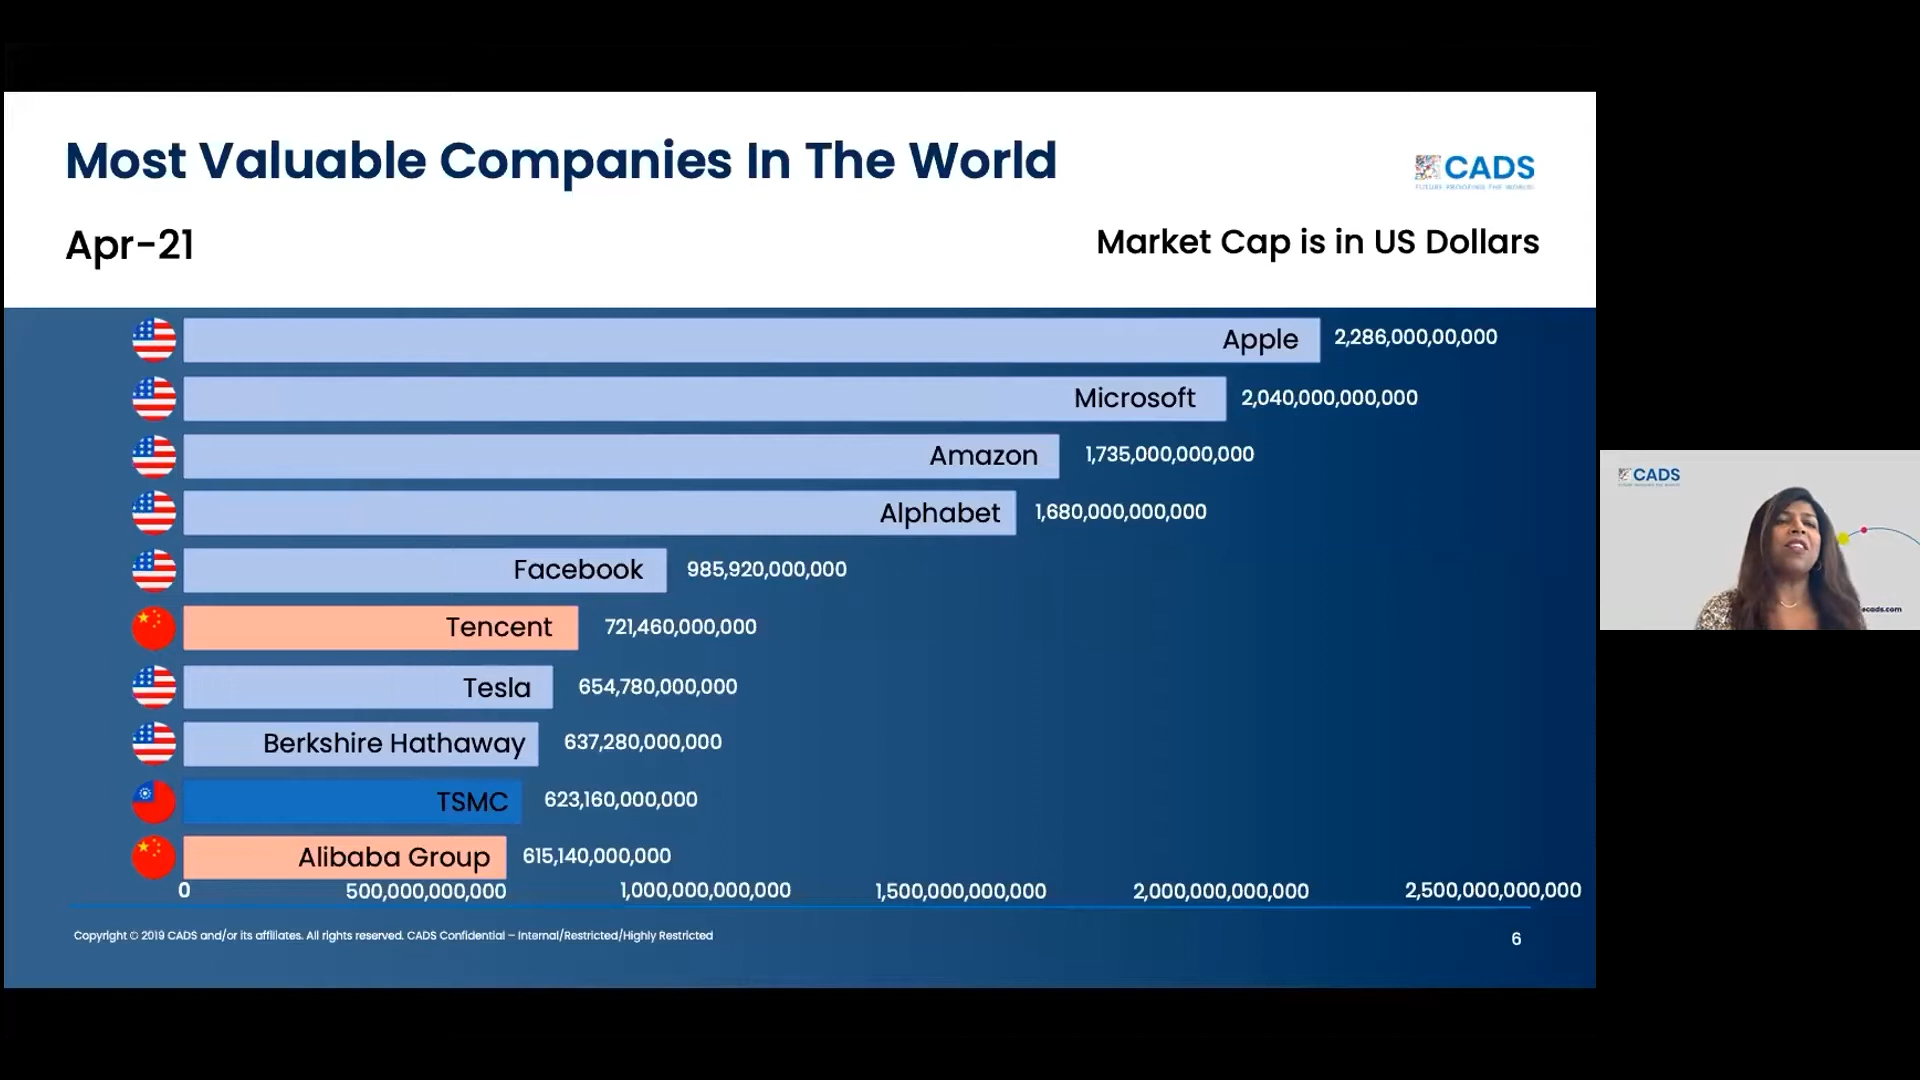 Most Valuable Companies In The World
CADS
FUTURE PROOFING THE WORLD
Apr-21
Market Cap is in US Dollars
Apple 2,286,000,00,000
Microsoft 2,040,000,000,000
Amazon 1,735,000,000,000
Alphabet 1,680,000,000,000
Facebook 985,920,000,000
Tencent 721,460,000,000
Tesla 654,780,000,000
Berkshire Hathaway 637,280,000,000
TSMC 623,160,000,000
Alibaba Group 615,140,000,000
0 500,000,000,000 1,000,000,000,000 1,500,000,000,000 2,000,000,000,000 2,500,000,000,000
Copyright © 2019 CADS and/or its affiliates. All rights reserved. CADS Confidential – Internal/Restricted/Highly Restricted
6
CADS